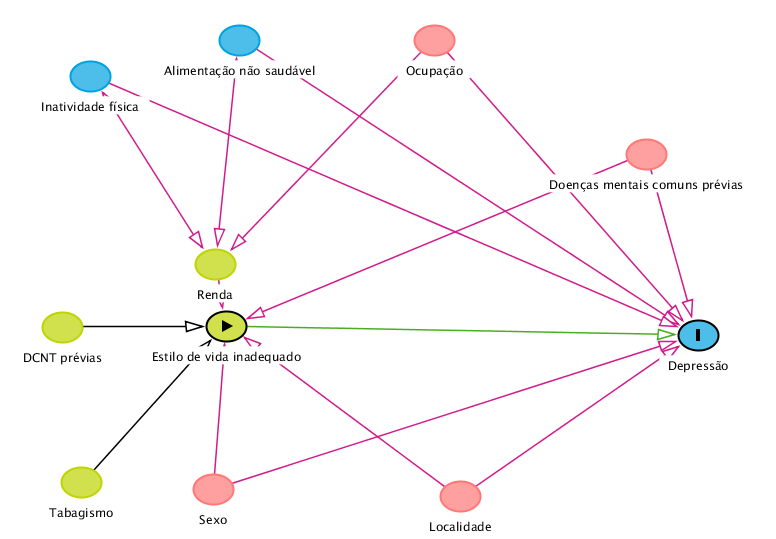 Alimentação não saudável
Ocupação
Inatividade física
Doenças mentais comuns prévias
Renda
DCNT prévias
Estilo de vida inadequado
Depressão
Tabagismo
Sexo
Localidade